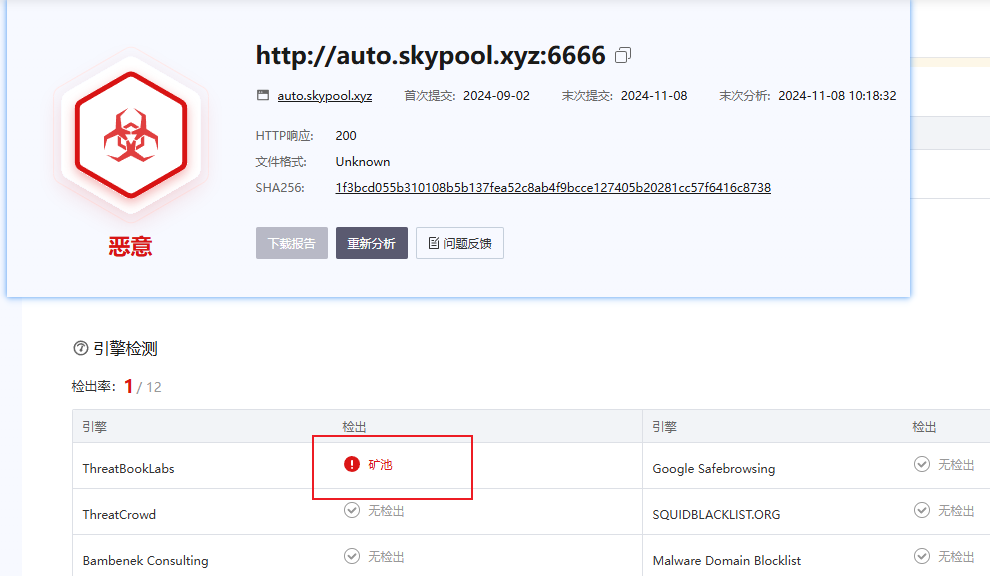 http://auto.skypool.xyz:6666
auto.skypool.xyz 首次提交: 2024-09-02 末次提交: 2024-11-08 末次分析: 2024-11-08 10:18:32
HTTP响应: 200
文件格式: Unknown
SHA256: 1f3bcd055b310108b5b137fea52c8ab4f9bcce127405b20281cc57f6416c8738
恶意
下载报告 重新分析 问题反馈
引擎检测
检出率: 1 / 12
引擎 检出 引擎 检出
ThreatBookLabs 矿池 Google Safebrowsing 无检出
ThreatCrowd 无检出 SQUIDBLACKLIST.ORG 无检出
Bambenek Consulting 无检出 Malware Domain Blocklist 无检出